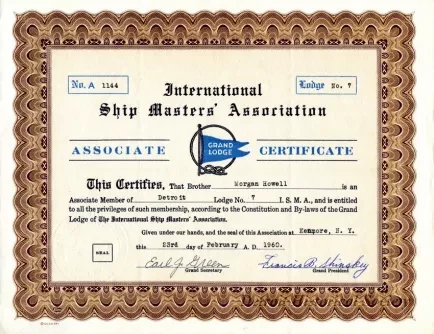 No. A 1144
Lodge No. 7
International
Ship Masters' Association
GRAND
LODGE
ASSOCIATE CERTIFICATE
This Certifies, That Brother Morgan Howell is an
Associate Member of Detroit Lodge No. 7 I. S. M. A., and is entitled
to all the privileges of such membership, according to the Constitution and By-laws of the Grand
Lodge of The International Ship Masters' Association.
Given under our hands, and the seal of this Association at Kenmore, N. Y.
this 23rd day of February A. D. 1960.
SEAL
Earl J. Green
Francis B. Shinskey
Grand Secretary
Grand President